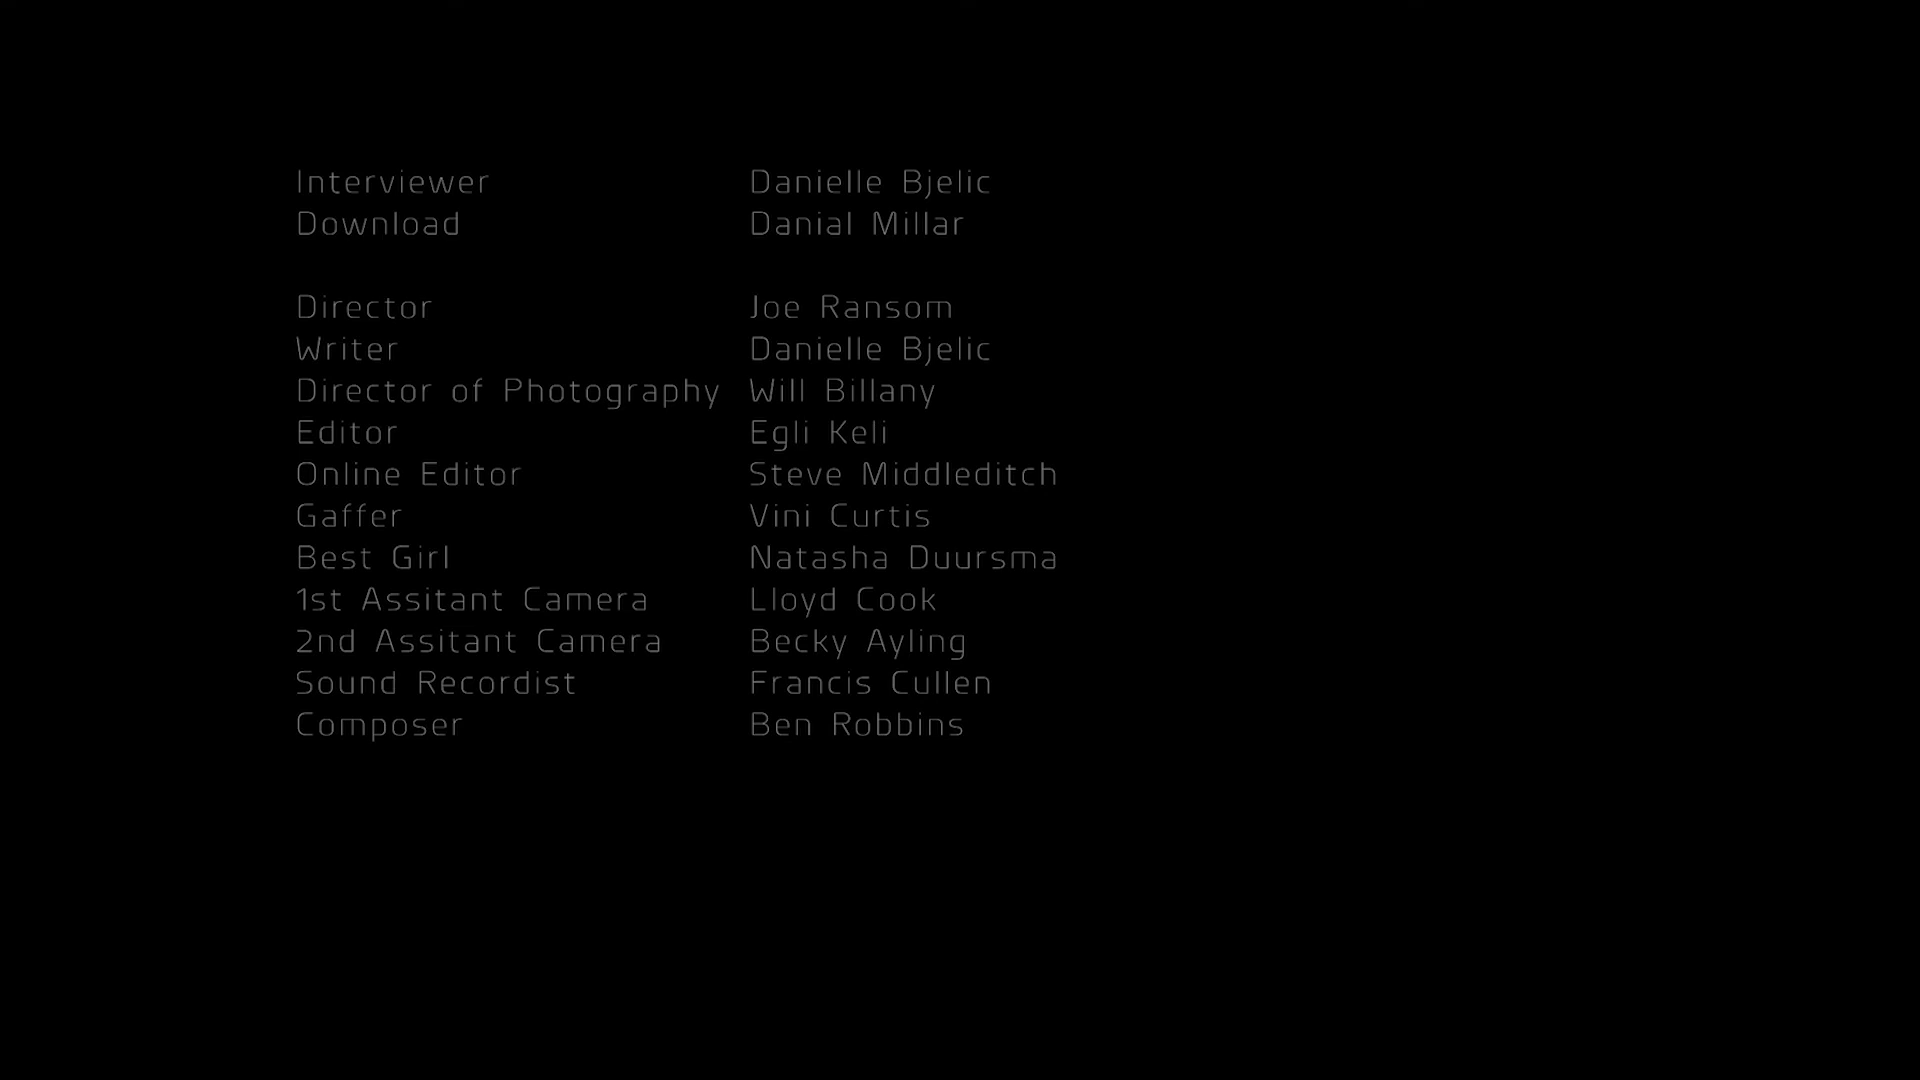 Interviewer Danielle Bjelic
Download Danial Millar
Director Joe Ransom
Writer Danielle Bjelic
Director of Photography Will Billany
Editor Egli Keli
Online Editor Steve Middleditch
Gaffer Vini Curtis
Best Girl Natasha Duursma
1st Assitant Camera Lloyd Cook
2nd Assitant Camera Becky Ayling
Sound Recordist Francis Cullen
Composer Ben Robbins